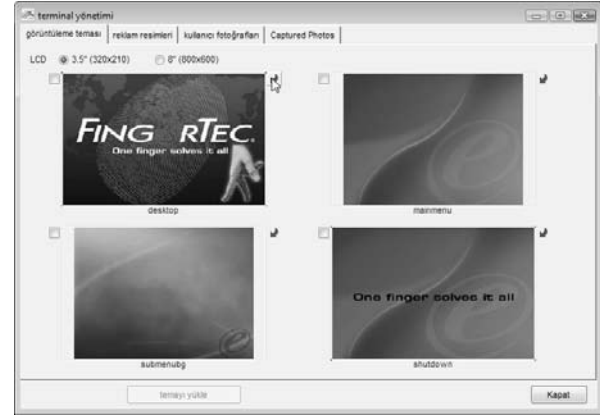 terminal yönetimi
görüntüleme teması reklam resimleri kullanıcı fotoğrafları Captured Photos
LCD 3.5" (320x210) 8" (800x600)
FING RTEC.
One finger solves it all
desktop
mainmenu
One finger solves it all
submenubg
shutdown
temayı yükle
Kapat